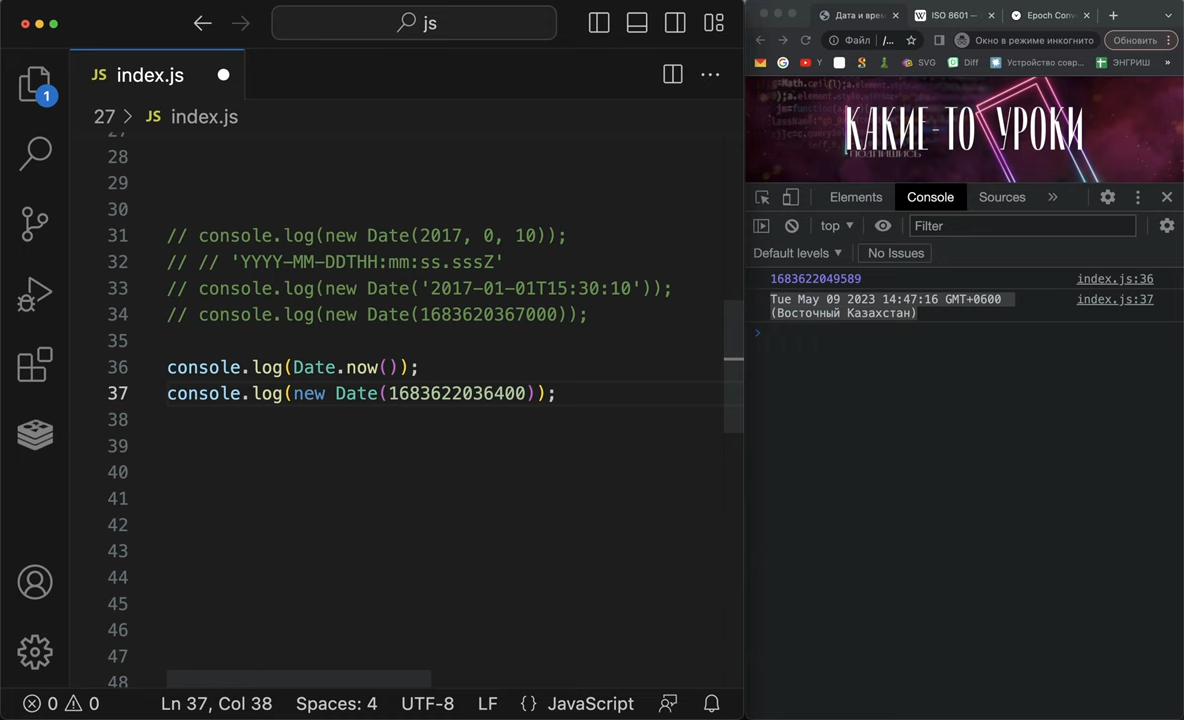 js
JS index.js
27 > JS index.js
27
28
29
30
31 // console.log(new Date(2017, 0, 10));
32 // // 'YYYY-MM-DDTHH:mm:ss.sssZ'
33 // console.log(new Date('2017-01-01T15:30:10'));
34 // console.log(new Date(1683620367000));
35
36 console.log(Date.now());
37 console.log(new Date(1683622036400));
38
39
40
41
42
43
44
45
46
47
48
1
0 0 Ln 37, Col 38 Spaces: 4 UTF-8 LF {} JavaScript
Дата и врем ISO 8601 — Epoch Conv
Файл /... Окно в режиме инкогнито Обновить
Y SVG Diff Устройство совр... ЭНГРИШ »
КАКИЕ-ТО УРОКИ
ПОДПИШИСЬ
Elements Console Sources »
top Filter
Default levels No Issues
1683622049589 index.js:36
Tue May 09 2023 14:47:16 GMT+0600 index.js:37
(Восточный Казахстан)
>